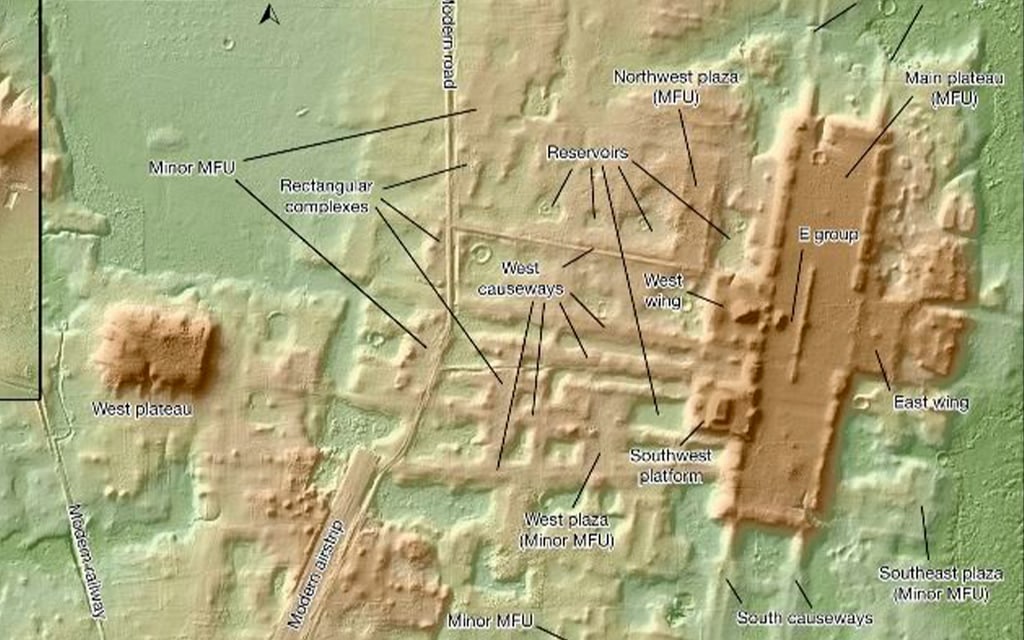 Modern road
Northwest plaza
(MFU)
Main plateau
(MFU)
Minor MFU
Reservoirs
Rectangular
complexes
E group
West
causeways
West
wing
West plateau
East wing
Southwest
platform
West plaza
(Minor MFU)
Modern railway
Modern airstrip
Southeast plaza
(Minor MFU)
Minor MFU
South causeways